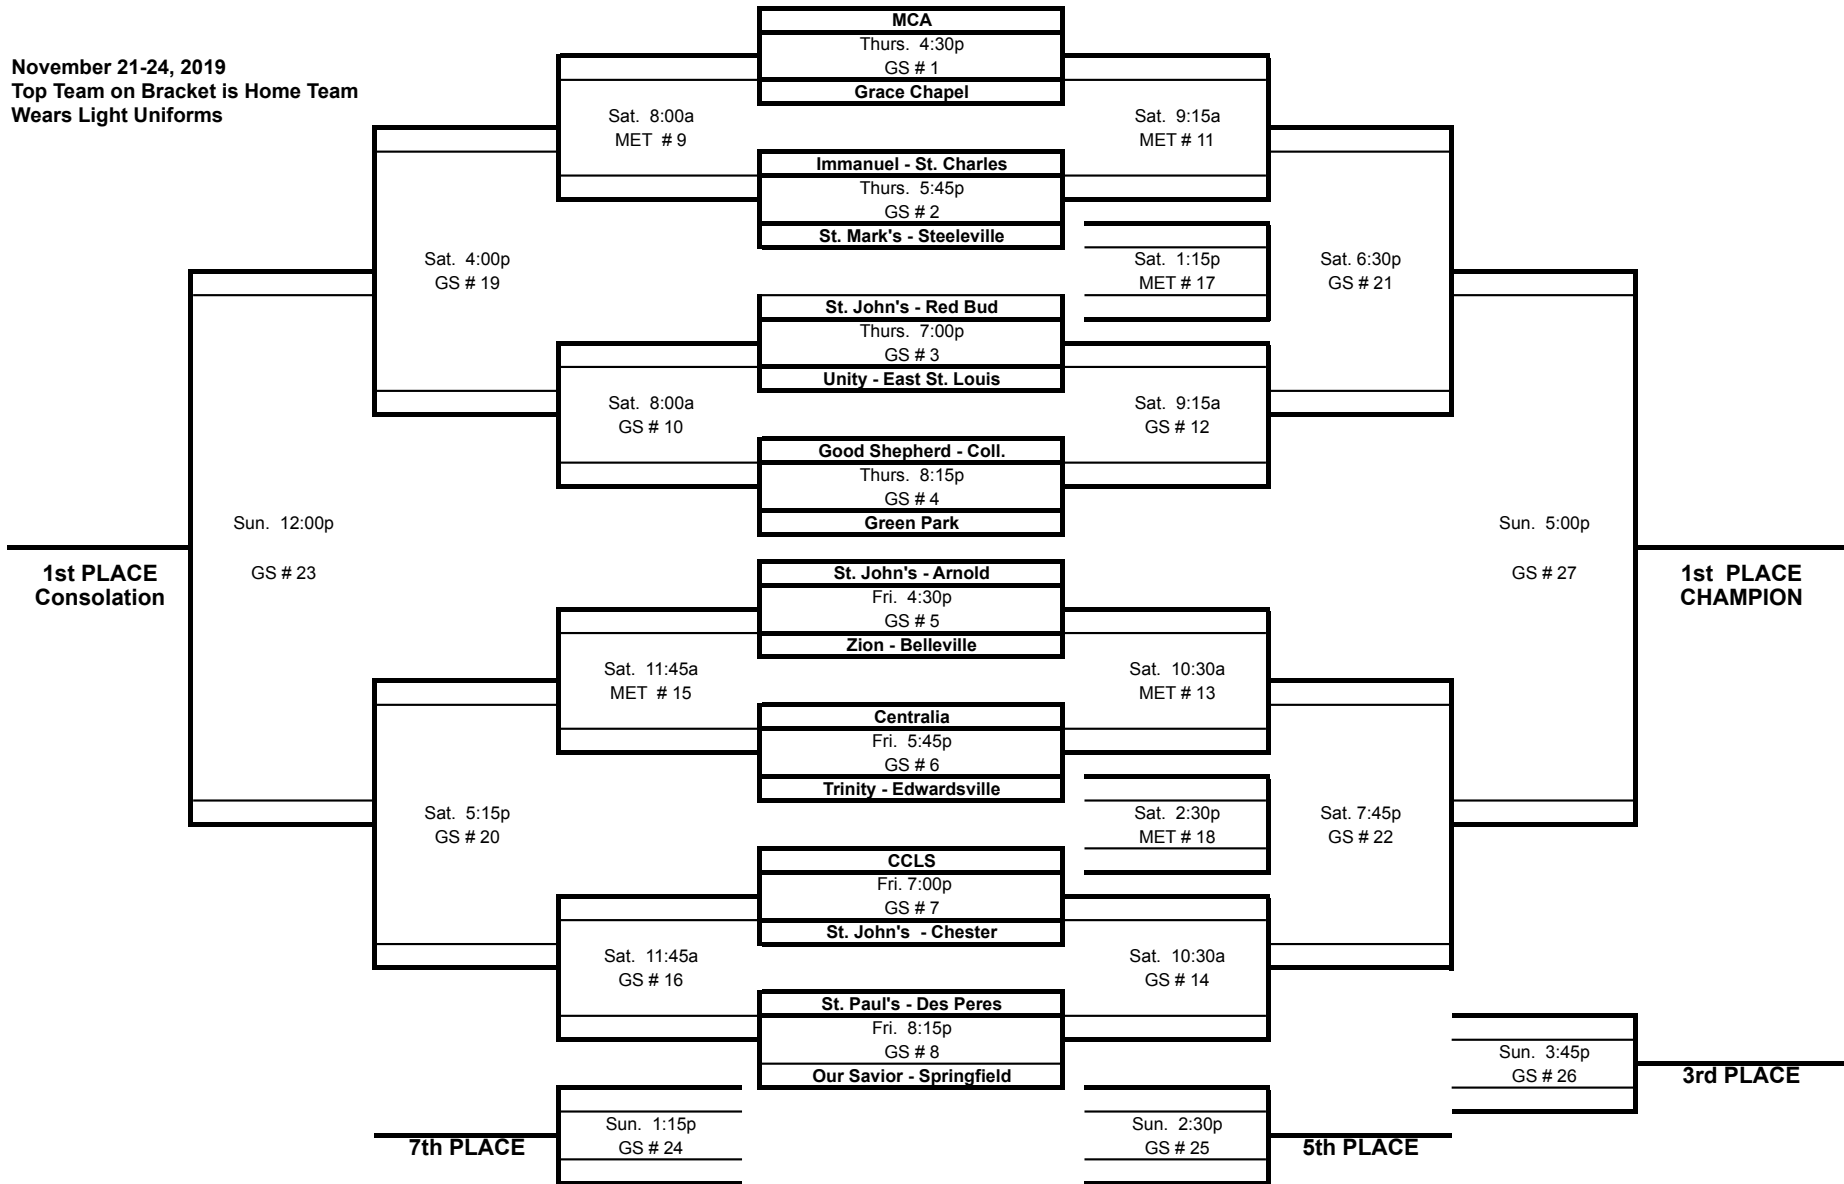 MCA
Thurs. 4:30p
November 21-24, 2019
GS # 1
Top Team on Bracket is Home Team
Grace Chapel
Wears Light Uniforms
Sat. 8:00a
Sat. 9:15a
MET # 9
MET # 11
Immanuel - St. Charles
Thurs. 5:45p
GS # 2
St. Mark's - Steeleville
Sat. 4:00p
Sat. 1:15p
Sat. 6:30p
GS # 19
MET # 17
GS # 21
St. John's - Red Bud
Thurs. 7:00p
GS # 3
Unity - East St. Louis
Sat. 8:00a
Sat. 9:15a
GS # 10
GS # 12
Good Shepherd - Coll.
Thurs. 8:15p
GS # 4
Green Park
Sun. 12:00p
Sun. 5:00p
1st PLACE
GS # 23
St. John's - Arnold
GS # 27
1st PLACE
Consolation
Fri. 4:30p
CHAMPION
GS # 5
Zion - Belleville
Sat. 11:45a
Sat. 10:30a
MET # 15
MET # 13
Centralia
Fri. 5:45p
GS # 6
Trinity - Edwardsville
Sat. 5:15p
Sat. 2:30p
Sat. 7:45p
GS # 20
MET # 18
GS # 22
CCLS
Fri. 7:00p
GS # 7
St. John's - Chester
Sat. 11:45a
Sat. 10:30a
GS # 16
GS # 14
St. Paul's - Des Peres
Fri. 8:15p
GS # 8
Sun. 3:45p
Our Savior - Springfield
GS # 26
3rd PLACE
Sun. 1:15p
Sun. 2:30p
7th PLACE
GS # 24
GS # 25
5th PLACE